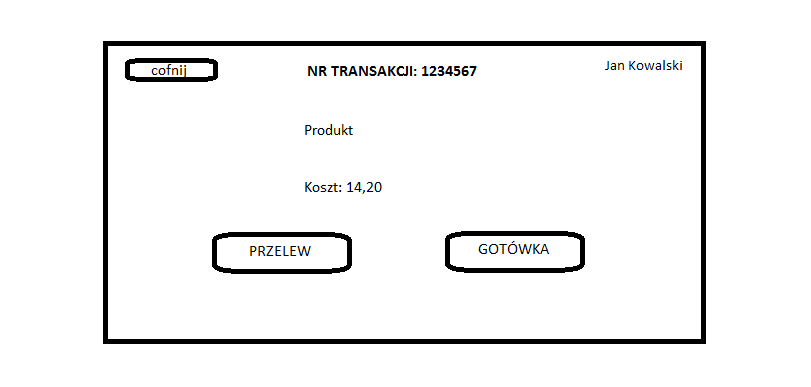 cofnij
NR TRANSAKCJI: 1234567
Jan Kowalski
Produkt
Koszt: 14,20
PRZELEW
GOTÓWKA